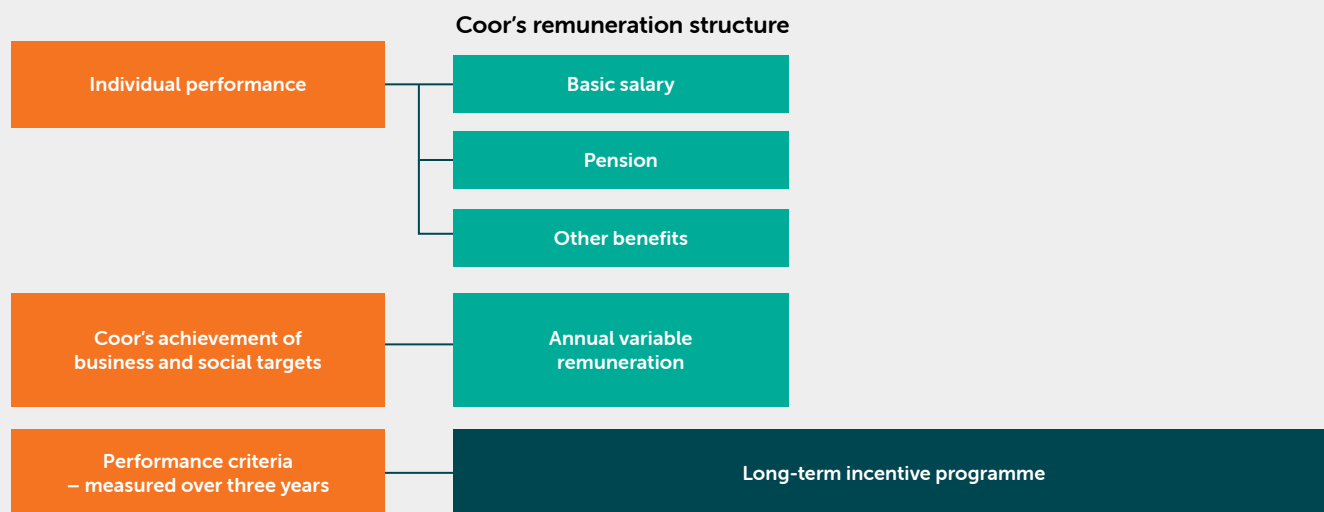 Coor’s remuneration structure
Individual performance
Basic salary
Pension
Other benefits
Coor’s achievement of
business and social targets
Annual variable
remuneration
Performance criteria
– measured over three years
Long-term incentive programme